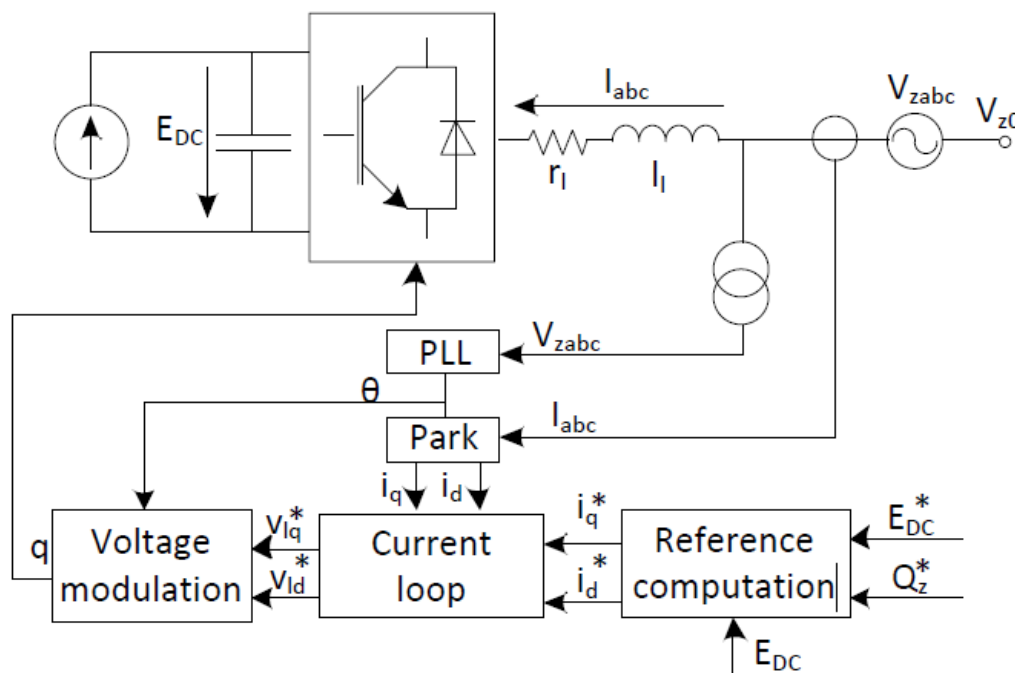 I_abc
V_zabc
V_z0
E_DC
r_l
l_l
PLL
V_zabc
θ
Park
I_abc
i_q
i_d
q
Voltage
modulation
v_lq*
v_ld*
Current
loop
i_q*
i_d*
Reference
computation
E_DC*
Q_z*
E_DC